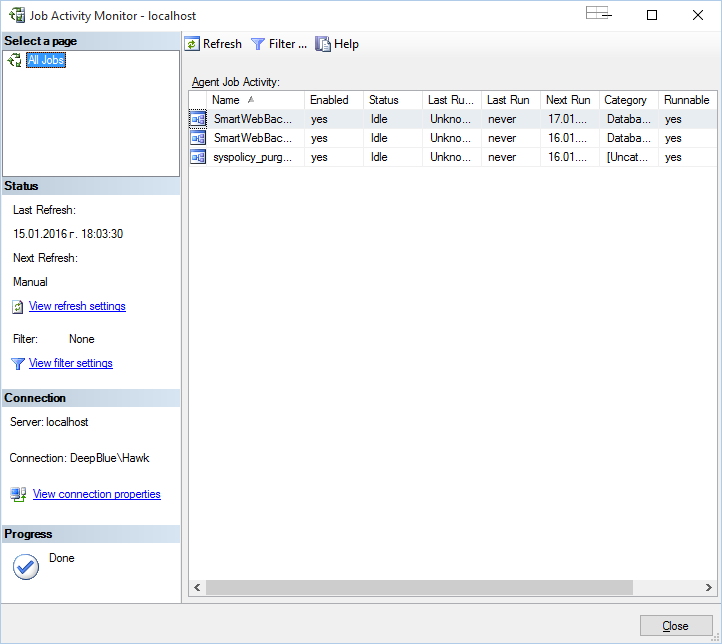 Job Activity Monitor - localhost
Select a page
All Jobs
Refresh Filter ... Help
Agent Job Activity:
Name Enabled Status Last Ru... Last Run Next Run Category Runnable
SmartWebBac... yes Idle Unkno... never 17.01.... Databa... yes
SmartWebBac... yes Idle Unkno... never 16.01.... Databa... yes
syspolicy_purg... yes Idle Unkno... never 16.01.... [Uncat... yes
Status
Last Refresh:
15.01.2016 г. 18:03:30
Next Refresh:
Manual
View refresh settings
Filter: None
View filter settings
Connection
Server: localhost
Connection: DeepBlue\Hawk
View connection properties
Progress
Done
Close